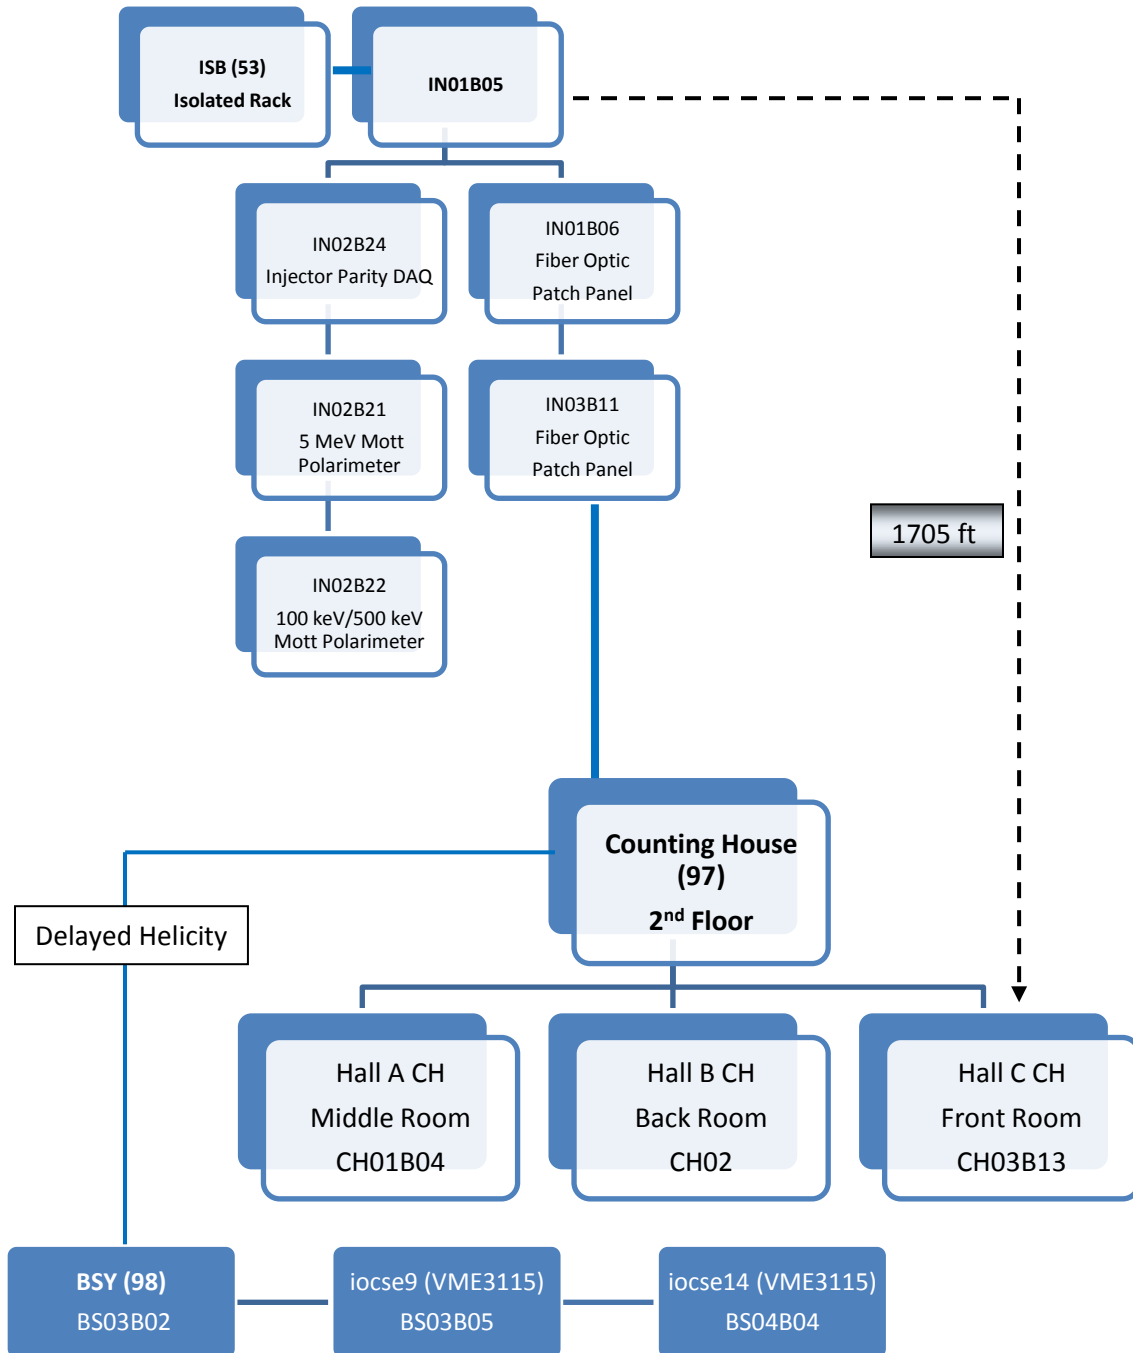 ISB (53)
Isolated Rack
IN01B05
IN02B24
Injector Parity DAQ
IN01B06
Fiber Optic
Patch Panel
IN02B21
5 MeV Mott
Polarimeter
IN03B11
Fiber Optic
Patch Panel
1705 ft
IN02B22
100 keV/500 keV
Mott Polarimeter
Counting House
(97)
2nd Floor
Delayed Helicity
Hall A CH
Middle Room
CH01B04
Hall B CH
Back Room
CH02
Hall C CH
Front Room
CH03B13
BSY (98)
BS03B02
iocse9 (VME3115)
BS03B05
iocse14 (VME3115)
BS04B04